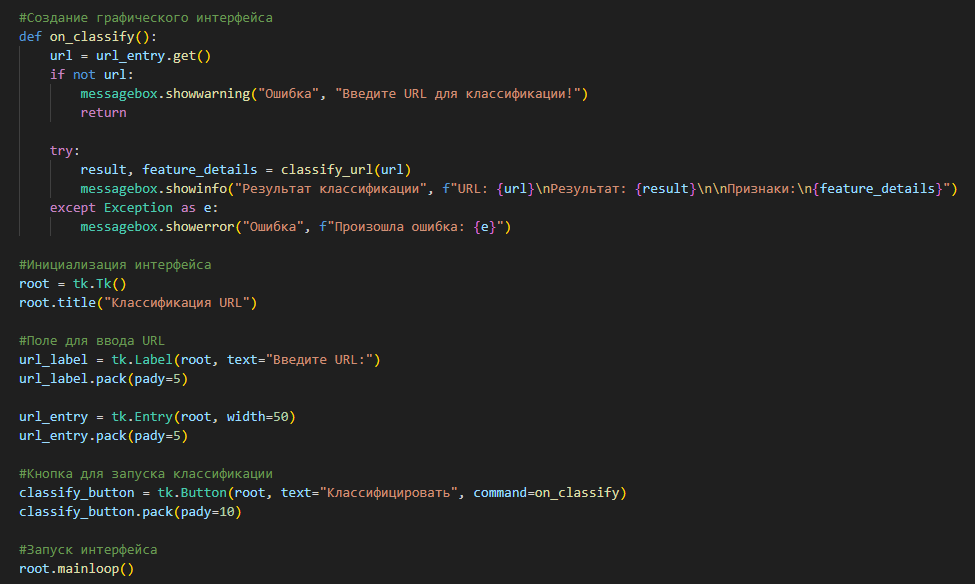 #Создание графического интерфейса
def on_classify():
    url = url_entry.get()
    if not url:
        messagebox.showwarning("Ошибка", "Введите URL для классификации!")
        return

    try:
        result, feature_details = classify_url(url)
        messagebox.showinfo("Результат классификации", f"URL: {url}\nРезультат: {result}\n\nПризнаки:\n{feature_details}")
    except Exception as e:
        messagebox.showerror("Ошибка", f"Произошла ошибка: {e}")

#Инициализация интерфейса
root = tk.Tk()
root.title("Классификация URL")

#Поле для ввода URL
url_label = tk.Label(root, text="Введите URL:")
url_label.pack(pady=5)

url_entry = tk.Entry(root, width=50)
url_entry.pack(pady=5)

#Кнопка для запуска классификации
classify_button = tk.Button(root, text="Классифицировать", command=on_classify)
classify_button.pack(pady=10)

#Запуск интерфейса
root.mainloop()